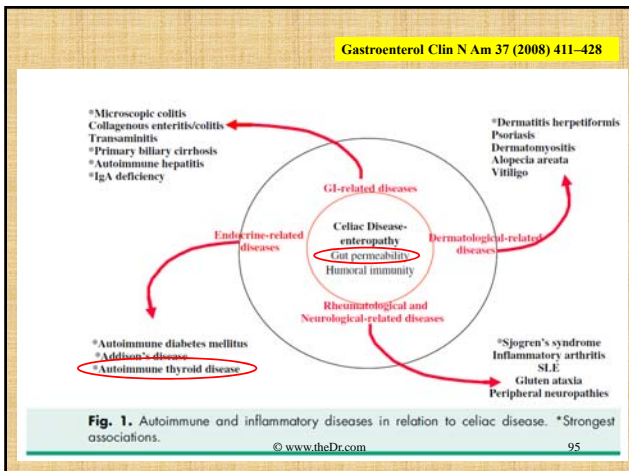 Gastroenterol Clin N Am 37 (2008) 411–428
*Microscopic colitis
Collagenous enteritis/colitis
Transaminitis
*Primary biliary cirrhosis
*Autoimmune hepatitis
*IgA deficiency
*Dermatitis herpetiformis
Psoriasis
Dermatomyositis
Alopecia areata
Vitiligo
GI-related diseases
Endocrine-related
diseases
Celiac Disease-
enteropathy
Gut permeability
Humoral immunity
Dermatological-related
diseases
Rheumatological and
Neurological-related diseases
*Autoimmune diabetes mellitus
*Addison's disease
*Autoimmune thyroid disease
*Sjogren's syndrome
Inflammatory arthritis
SLE
Gluten ataxia
Peripheral neuropathies
Fig. 1. Autoimmune and inflammatory diseases in relation to celiac disease. *Strongest
associations.
© www.theDr.com
95